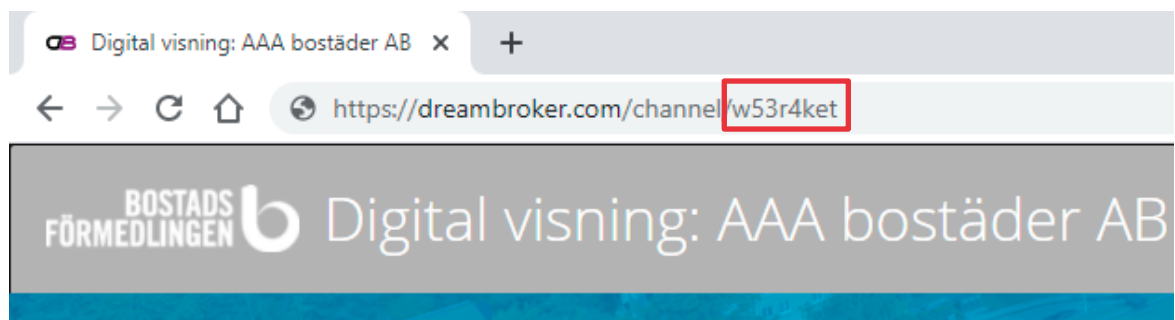 Digital visning: AAA bostäder AB
https://dreambroker.com/channel/w53r4ket
BOSTADS
FÖRMEDLINGEN
Digital visning: AAA bostäder AB